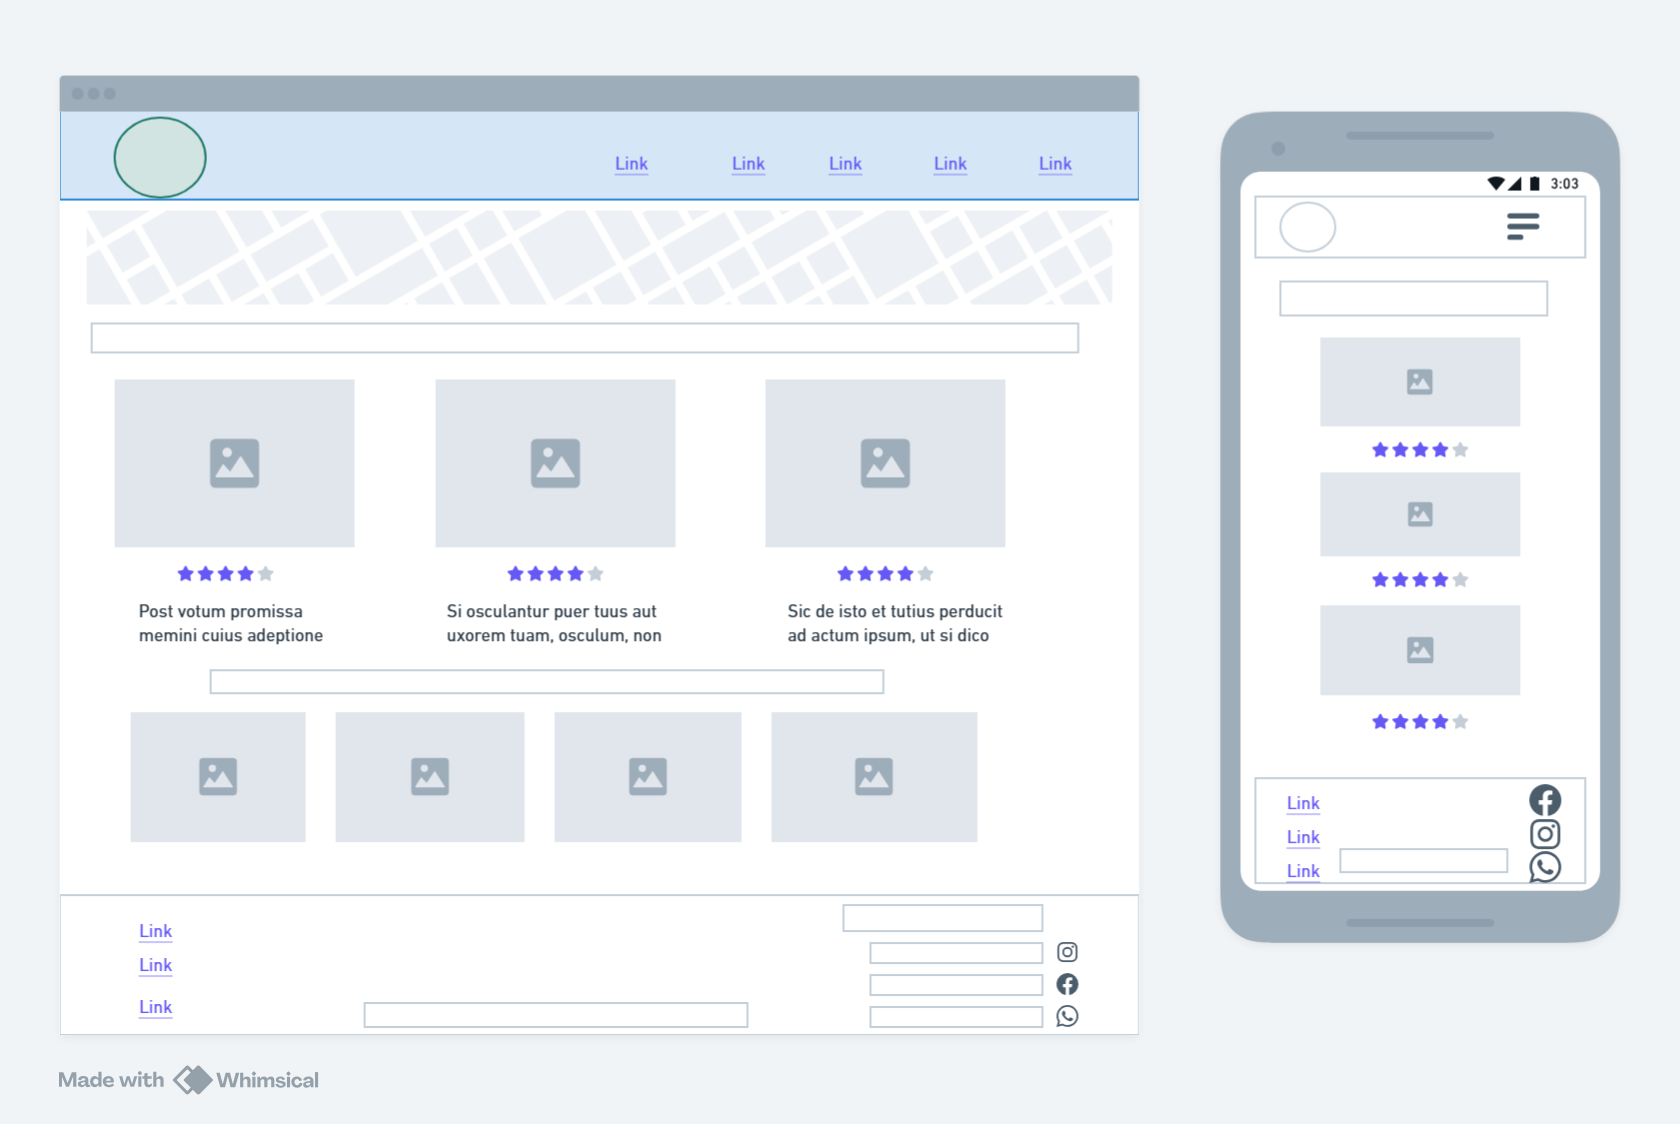 Link Link Link Link Link
Post votum promissa
memini cuius adeptione
Si osculantur puer tuus aut
uxorem tuam, osculum, non
Sic de isto et tutius perducit
ad actum ipsum, ut si dico
Link
Link
Link
3:03
Link
Link
Link
Made with Whimsical